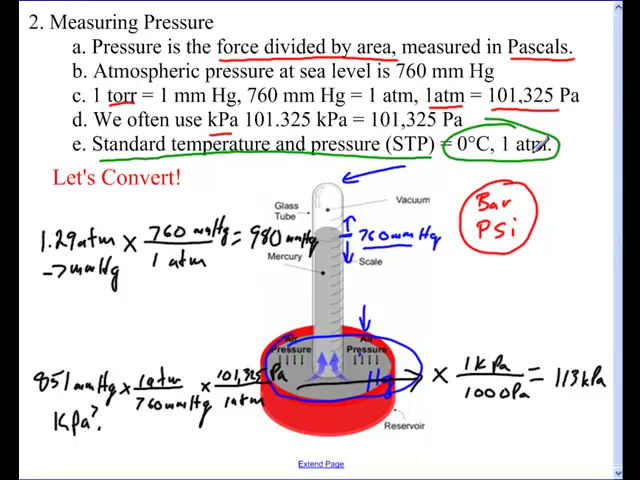 2. Measuring Pressure
a. Pressure is the force divided by area, measured in Pascals.
b. Atmospheric pressure at sea level is 760 mm Hg
c. 1 torr = 1 mm Hg, 760 mm Hg = 1 atm, 1atm = 101,325 Pa
d. We often use kPa 101.325 kPa = 101,325 Pa
e. Standard temperature and pressure (STP) = 0°C, 1 atm.
Let's Convert!
Glass
Tube
Vacuum
Bar
PSi
1.29 atm × 760 mmHg / 1 atm = 980 mmHg
→ mmHg
760 mm Hg
Mercury
Scale
Air
Pressure
Air
Pressure
Hg
851 mmHg × 1atm / 760 mmHg × 101,325 Pa / 1atm → × 1 kPa / 1000 Pa = 113 kPa
KPa?
Reservoir
Extend Page